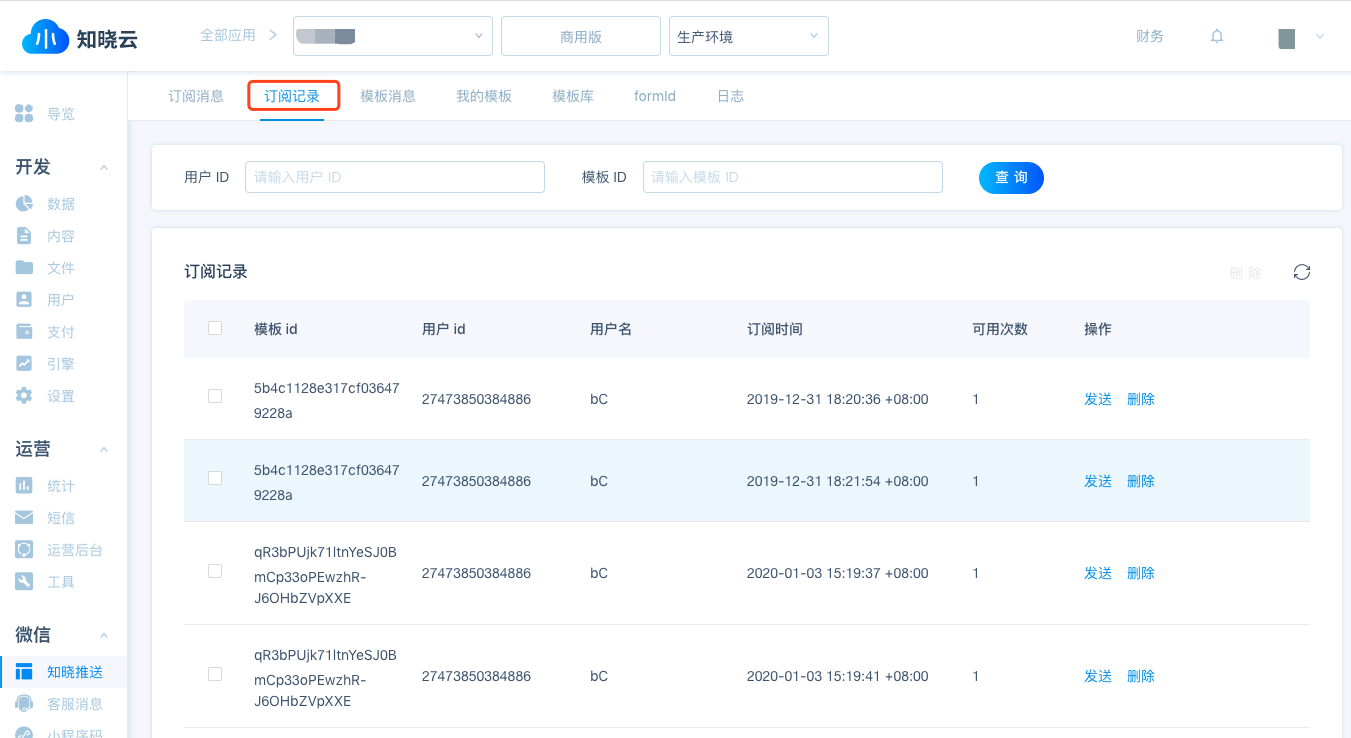 知晓云
全部应用
商用版
生产环境
财务
订阅消息
订阅记录
模板消息
我的模板
模板库
formId
日志
导览
开发
数据
内容
文件
用户
支付
引擎
设置
运营
统计
短信
运营后台
工具
微信
知晓推送
客服消息
小程序码
用户 ID
请输入用户 ID
模板 ID
请输入模板 ID
查 询
订阅记录
删 除
模板 id 用户 id 用户名 订阅时间 可用次数 操作
5b4c1128e317cf03647
9228a
27473850384886 bC 2019-12-31 18:20:36 +08:00 1 发送 删除
5b4c1128e317cf03647
9228a
27473850384886 bC 2019-12-31 18:21:54 +08:00 1 发送 删除
qR3bPUjk71ltnYeSJ0B
mCp33oPEwzhR-
J6OHbZVpXXE
27473850384886 bC 2020-01-03 15:19:37 +08:00 1 发送 删除
qR3bPUjk71ltnYeSJ0B
mCp33oPEwzhR-
J6OHbZVpXXE
27473850384886 bC 2020-01-03 15:19:41 +08:00 1 发送 删除